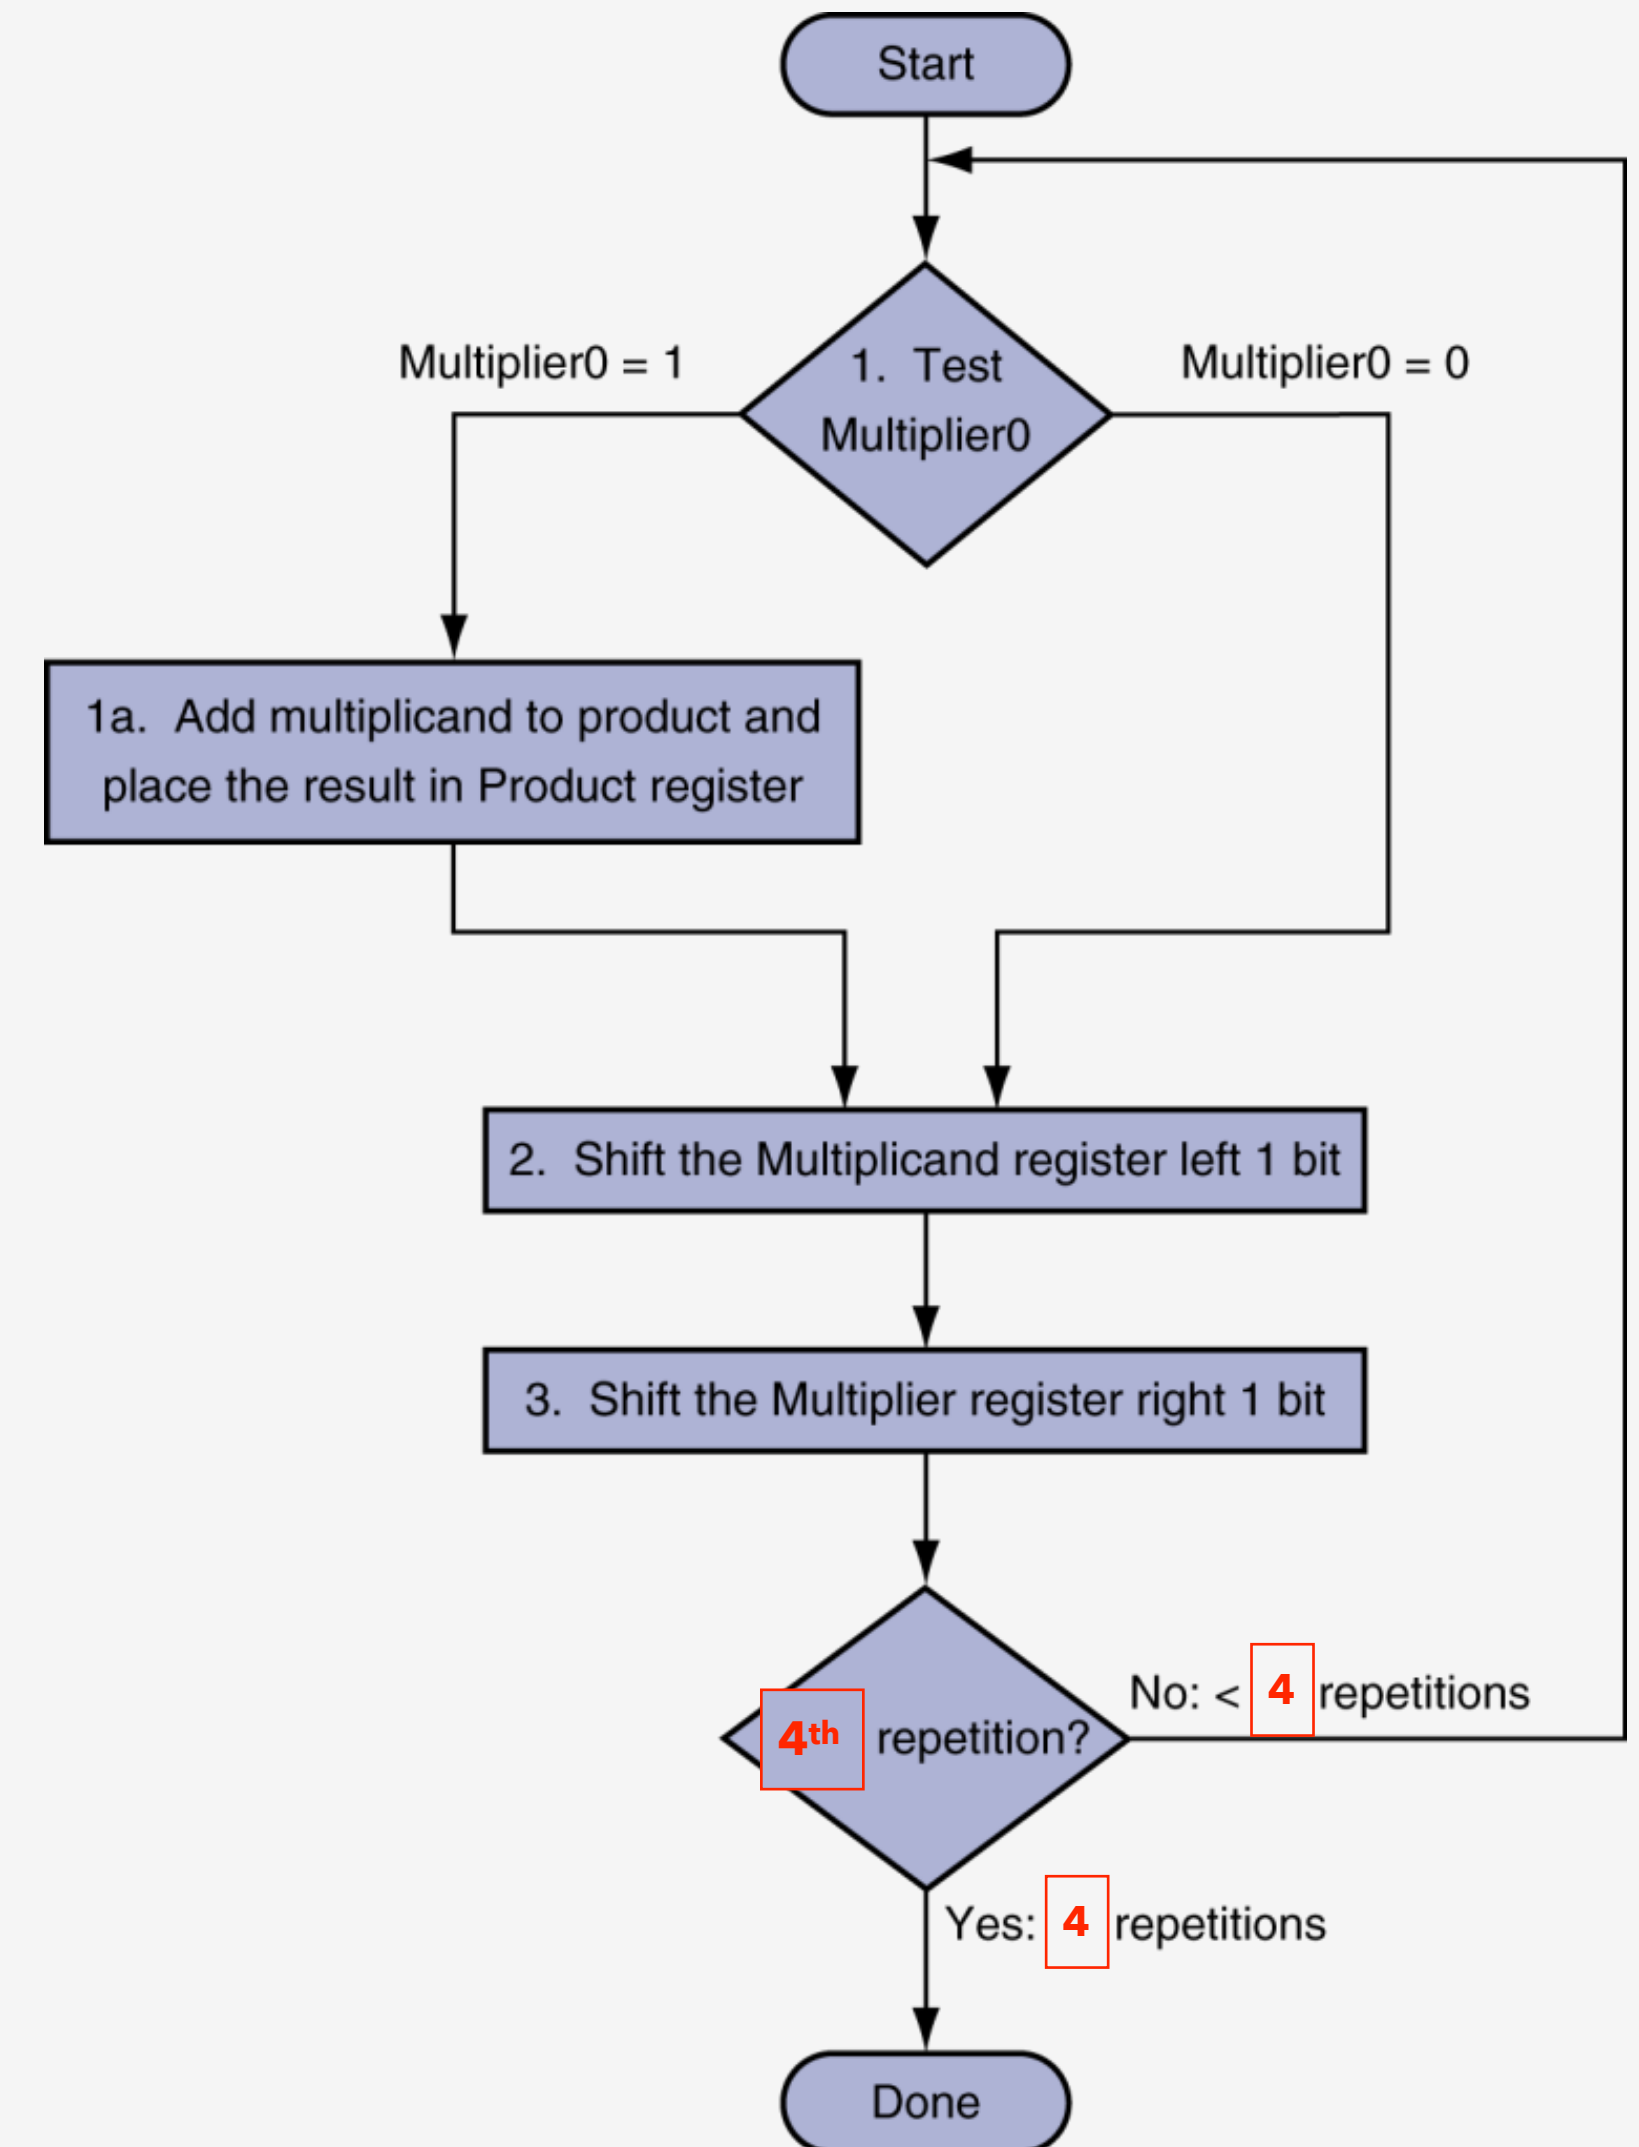 Start
Multiplier0 = 1
1. Test
Multiplier0
Multiplier0 = 0
1a. Add multiplicand to product and
place the result in Product register
2. Shift the Multiplicand register left 1 bit
3. Shift the Multiplier register right 1 bit
No: < 4 repetitions
4th repetition?
Yes: 4 repetitions
Done